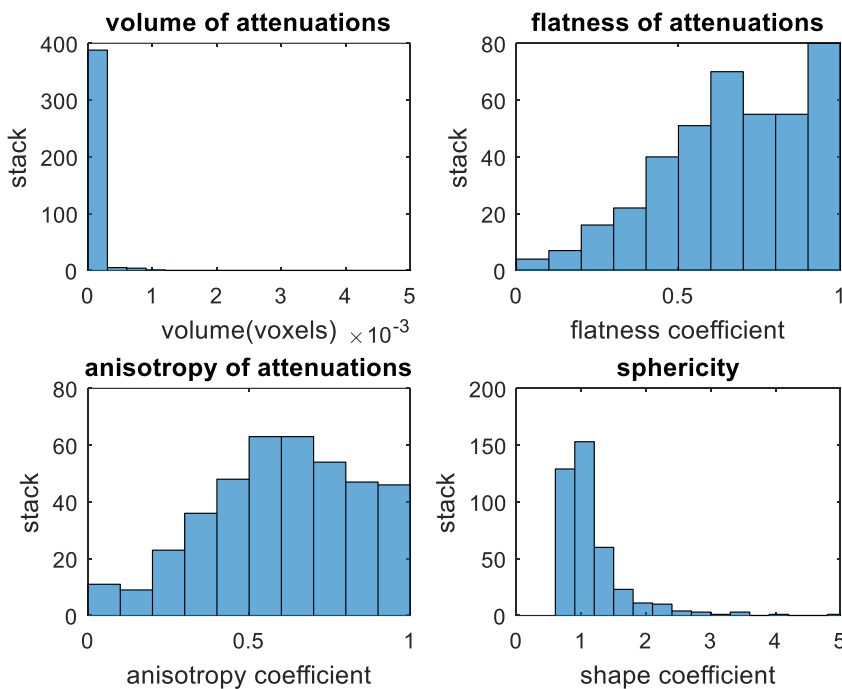 volume of attenuations
400
300
200
100
0
stack
0 1 2 3 4 5
volume(voxels) ×10-3
flatness of attenuations
80
60
40
20
0
stack
0 0.5 1
flatness coefficient
anisotropy of attenuations
80
60
40
20
0
stack
0 0.5 1
anisotropy coefficient
sphericity
200
150
100
50
0
stack
0 1 2 3 4 5
shape coefficient